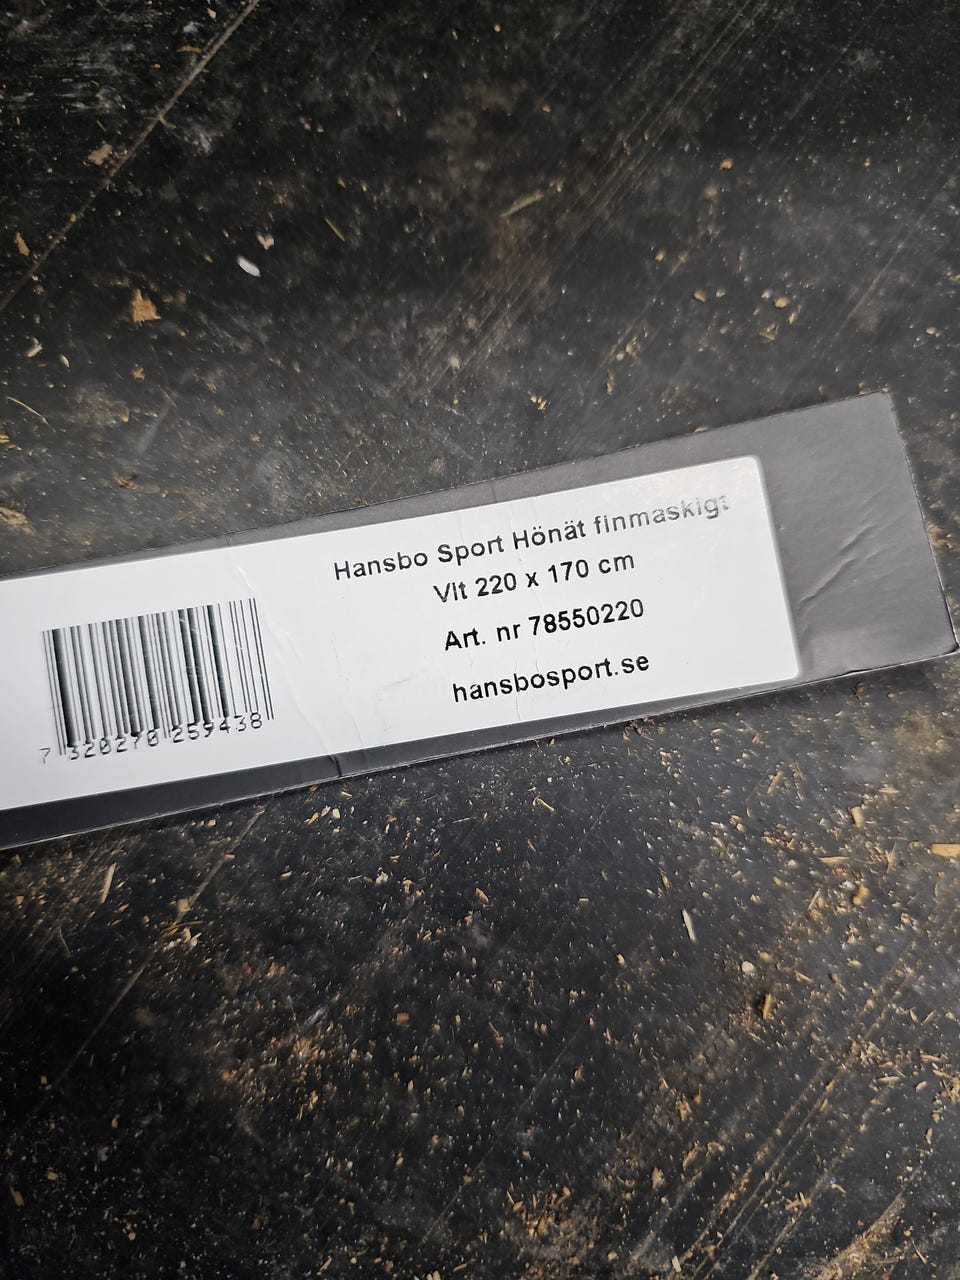 Hansbo Sport Hönät finmaskigt
Vit 220 x 170 cm
Art. nr 78550220
hansbosport.se
7 320270 259438